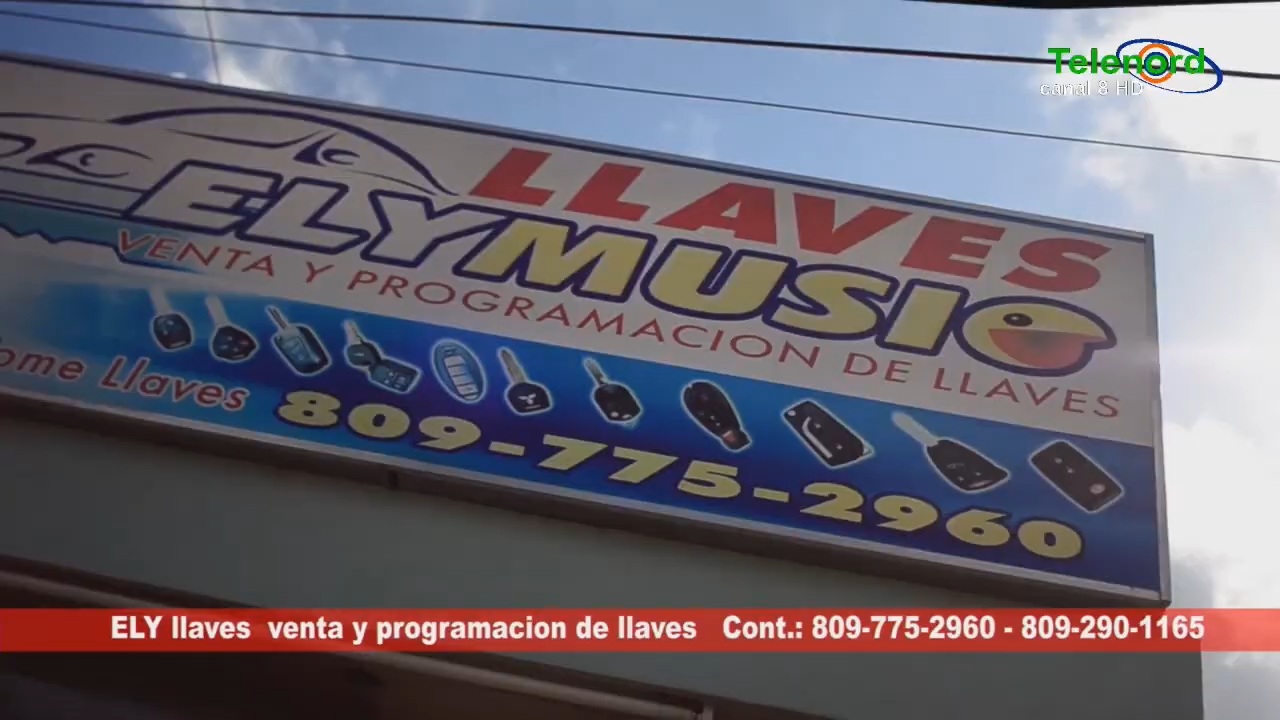 Telenord
canal 8 HD
LLAVES
ELYMUSIC
VENTA Y PROGRAMACION DE LLAVES
Llaves
809-775-2960
ELY llaves venta y programacion de llaves Cont.: 809-775-2960 - 809-290-1165